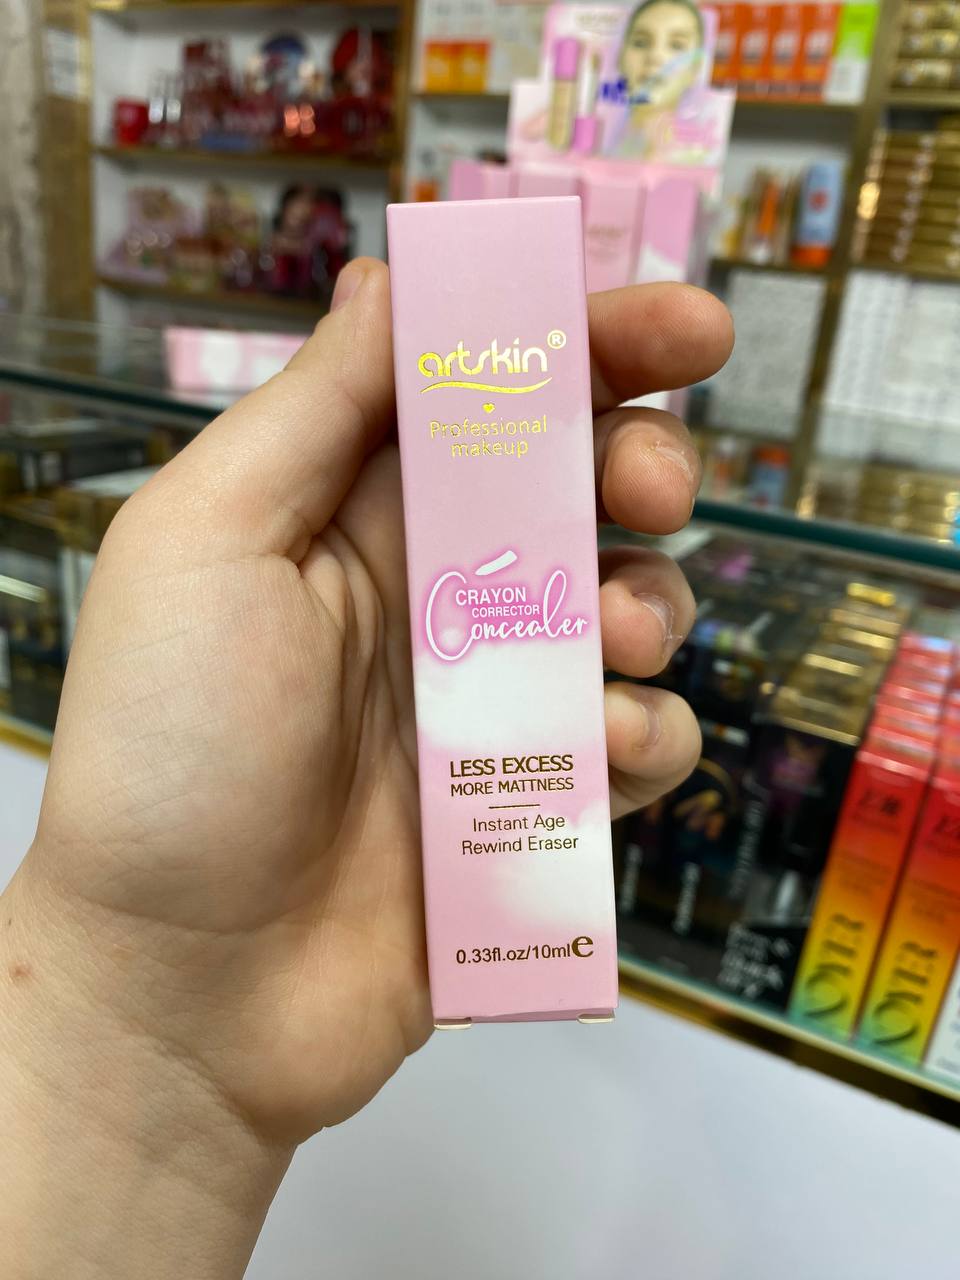 artskin®
Professional
makeup
CRAYON
CORRECTOR
Concealer
LESS EXCESS
MORE MATTNESS
Instant Age
Rewind Eraser
0.33fl.oz/10ml℮